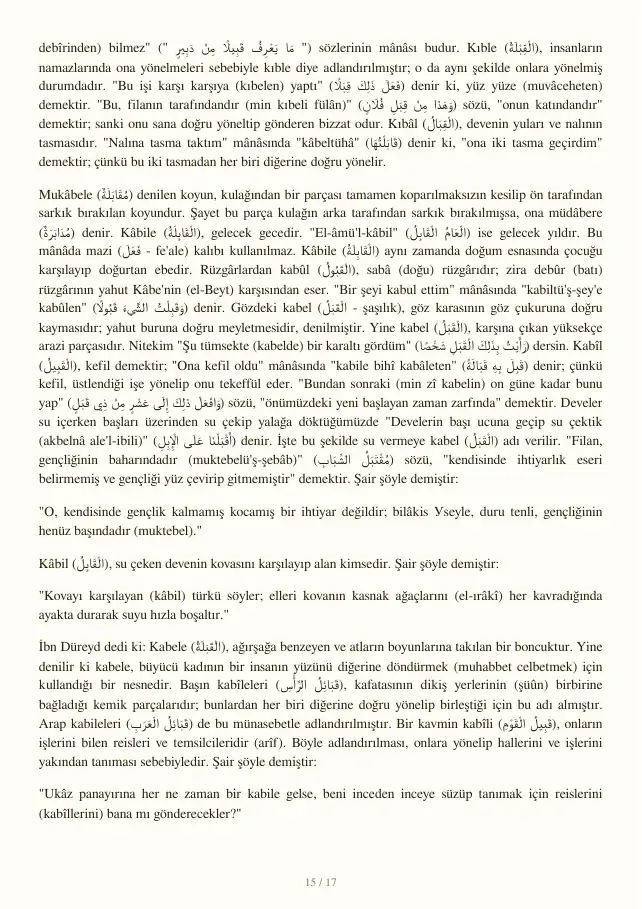 debîrinden) bilmez" (" مَا يَعْرِفُ قَبِيلًا مِنْ دَبِيرٍ ") sözlerinin mânâsı budur. Kıble (الْقِبْلَةُ), insanların
namazlarında ona yönelmeleri sebebiyle kıble diye adlandırılmıştır; o da aynı şekilde onlara yönelmiş
durumdadır. "Bu işi karşı karşıya (kıbelen) yaptı" (فَعَلَ ذَلِكَ قِبَلًا) denir ki, yüz yüze (muvâceheten)
demektir. "Bu, filanın tarafındandır (min kıbeli fülân)" (وَهَذَا مِنْ قِبَلِ فُلَانٍ) sözü, "onun katındandır"
demektir; sanki onu sana doğru yöneltip gönderen bizzat odur. Kıbâl (الْقِبَالُ), devenin yuları ve nalının
tasmasıdır. "Nalına tasma taktım" mânâsında "kâbeltühâ" (قَابَلْتُهَا) denir ki, "ona iki tasma geçirdim"
demektir; çünkü bu iki tasmadan her biri diğerine doğru yönelir.
Mukâbele (مُقَابَلَةٌ) denilen koyun, kulağından bir parçası tamamen koparılmaksızın kesilip ön tarafından
sarkık bırakılan koyundur. Şayet bu parça kulağın arka tarafından sarkık bırakılmışsa, ona müdâbere
(مُدَابَرَةٌ) denir. Kâbile (الْقَابِلَةُ), gelecek gecedir. "El-âmü'l-kâbil" (الْعَامُ الْقَابِلُ) ise gelecek yıldır. Bu
mânâda mazi (فَعَلَ - fe'ale) kalıbı kullanılmaz. Kâbile (الْقَابِلَةُ) aynı zamanda doğum esnasında çocuğu
karşılayıp doğurtan ebedir. Rüzgârlardan kabûl (الْقَبُولُ), sabâ (doğu) rüzgârıdır; zira debûr (batı)
rüzgârının yahut Kâbe'nin (el-Beyt) karşısından eser. "Bir şeyi kabul ettim" mânâsında "kabiltü'ş-şey'e
kabûlen" (وَقَبِلْتُ الشَّيءَ قَبُولًا) denir. Gözdeki kabel (الْقَبَلُ - şaşılık), göz karasının göz çukuruna doğru
kaymasıdır; yahut buruna doğru meyletmesidir, denilmiştir. Yine kabel (الْقَبَلُ), karşına çıkan yüksekçe
arazi parçasıdır. Nitekim "Şu tümsekte (kabelde) bir karaltı gördüm" (رَأَيْتُ بِذَلِكَ الْقَبَلِ شَخْصًا) dersin. Kabîl
(الْقَبِيلُ), kefil demektir; "Ona kefil oldu" mânâsında "kabile bihî kabâleten" (قَبِلَ بِهِ قَبَالَةً) denir; çünkü
kefil, üstlendiği işe yönelip onu tekeffül eder. "Bundan sonraki (min zî kabelin) on güne kadar bunu
yap" (وَافْعَلْ ذَلِكَ إِلَى عَشْرٍ مِنْ ذِي قَبَلٍ) sözü, "önümüzdeki yeni başlayan zaman zarfında" demektir. Develer
su içerken başları üzerinden su çekip yalağa döktüğümüzde "Develerin başı ucuna geçip su çektik
(akbelnâ ale'l-ibili)" (أَقْبَلْنَا عَلَى الْإِبِلِ) denir. İşte bu şekilde su vermeye kabel (الْقَبَلُ) adı verilir. "Filan,
gençliğinin baharındadır (muktebelü'ş-şebâb)" (مُقْتَبَلُ الشَّبَابِ) sözü, "kendisinde ihtiyarlık eseri
belirmemiş ve gençliği yüz çevirip gitmemiştir" demektir. Şair şöyle demiştir:
"O, kendisinde gençlik kalmamış kocamış bir ihtiyar değildir; bilâkis Useyle, duru tenli, gençliğinin
henüz başındadır (muktebel)."
Kâbil (الْقَابِلُ), su çeken devenin kovasını karşılayıp alan kimsedir. Şair şöyle demiştir:
"Kovayı karşılayan (kâbil) türkü söyler; elleri kovanın kasnak ağaçlarını (el-ırâkî) her kavradığında
ayakta durarak suyu hızla boşaltır."
İbn Düreyd dedi ki: Kabele (الْقَبَلَةُ), ağırşağa benzeyen ve atların boyunlarına takılan bir boncuktur. Yine
denilir ki kabele, büyücü kadının bir insanın yüzünü diğerine döndürmek (muhabbet celbetmek) için
kullandığı bir nesnedir. Başın kabîleleri (قَبَائِلُ الرَّأْسِ), kafatasının dikiş yerlerinin (şüûn) birbirine
bağladığı kemik parçalarıdır; bunlardan her biri diğerine doğru yönelip birleştiği için bu adı almıştır.
Arap kabileleri (قَبَائِلُ الْعَرَبِ) de bu münasebetle adlandırılmıştır. Bir kavmin kabîli (قَبِيلُ الْقَوْمِ), onların
işlerini bilen reisleri ve temsilcileridir (arîf). Böyle adlandırılması, onlara yönelip hallerini ve işlerini
yakından tanıması sebebiyledir. Şair şöyle demiştir:
"Ukâz panayırına her ne zaman bir kabile gelse, beni inceden inceye süzüp tanımak için reislerini
(kabîllerini) bana mı gönderecekler?"
15 / 17